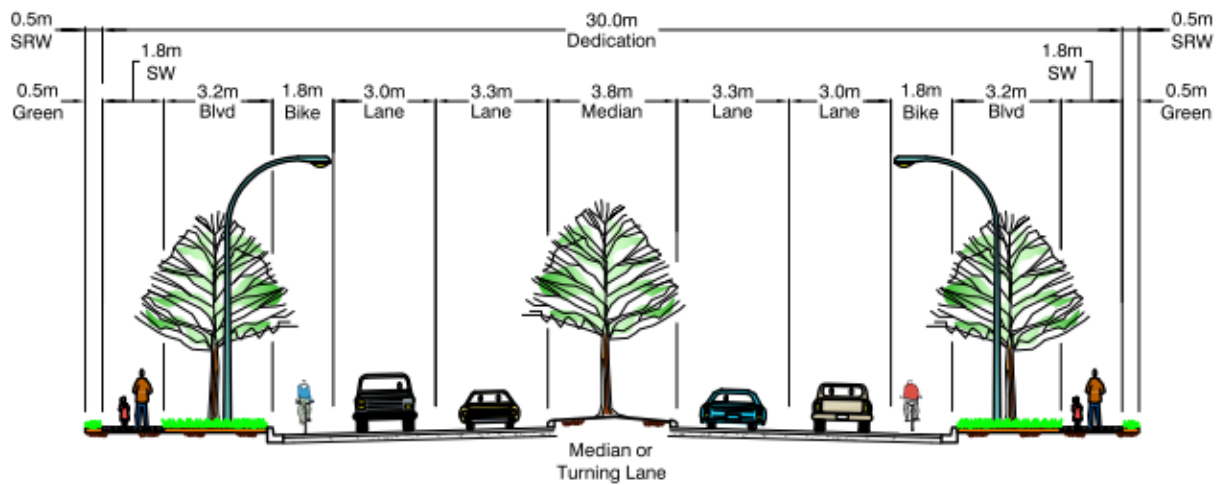 0.5m
SRW
30.0m
Dedication
0.5m
SRW
1.8m
SW
1.8m
SW
0.5m
Green
3.2m
Blvd
1.8m
Bike
3.0m
Lane
3.3m
Lane
3.8m
Median
3.3m
Lane
3.0m
Lane
1.8m
Bike
3.2m
Blvd
0.5m
Green
Median or
Turning Lane